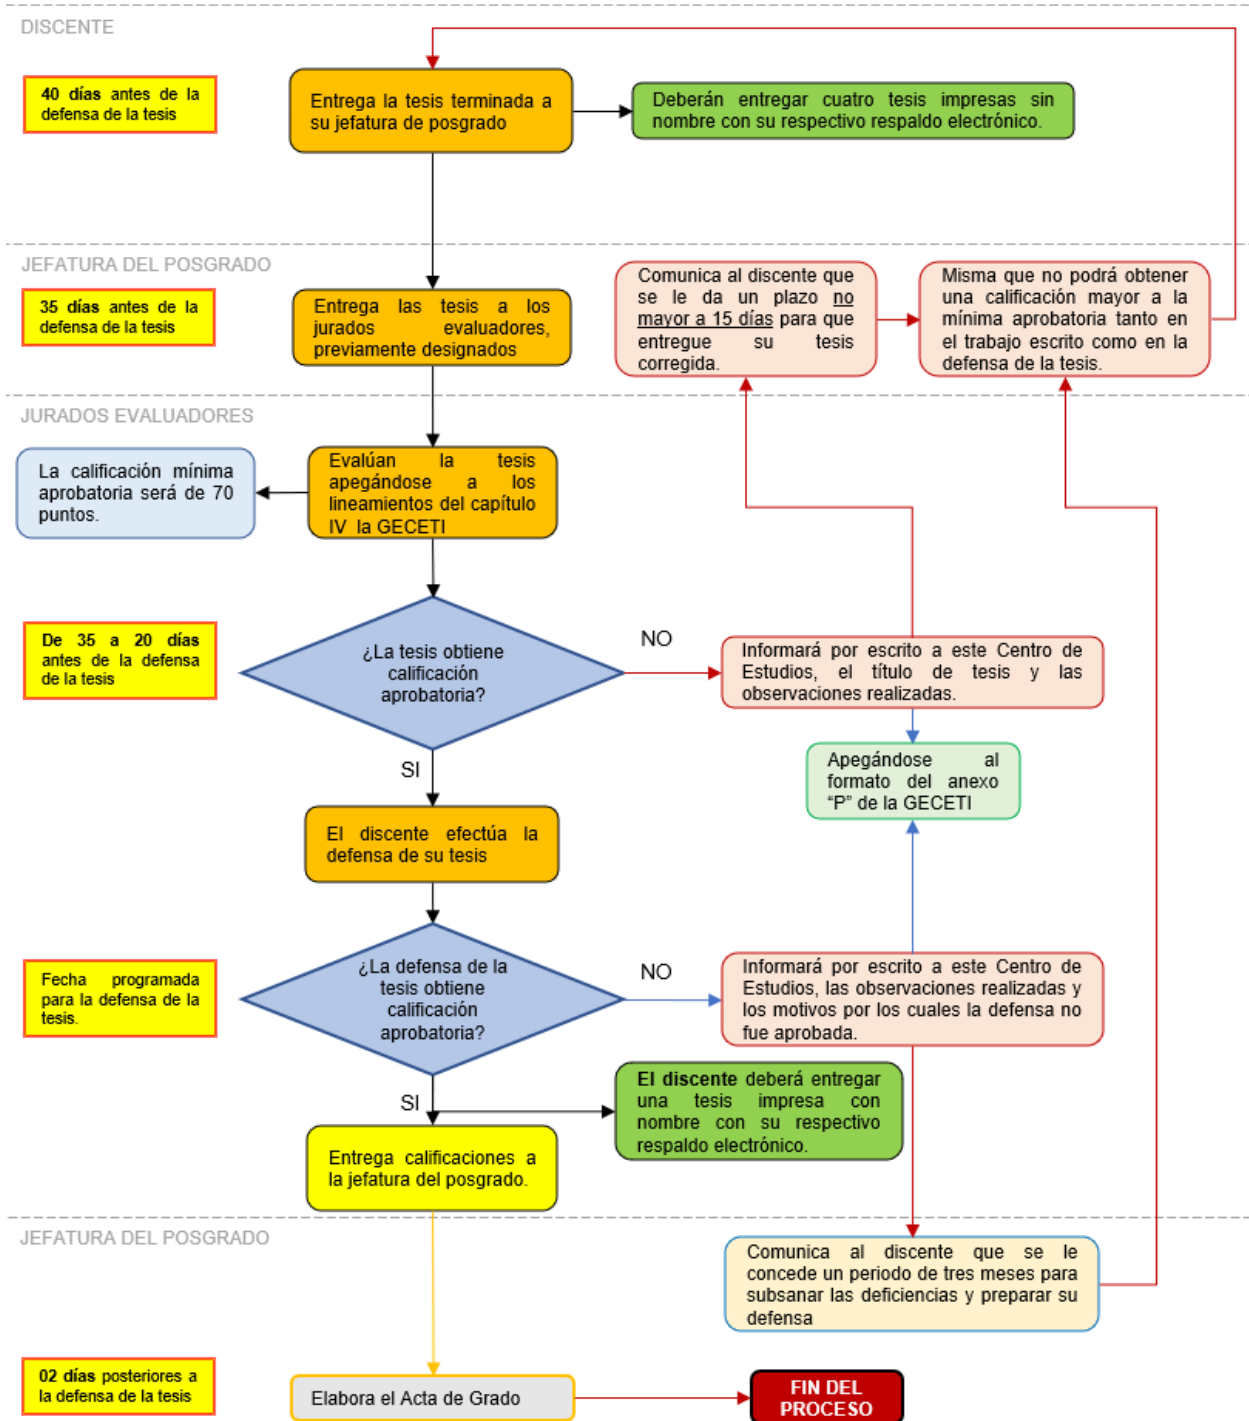 DISCENTE
40 días antes de la
defensa de la tesis
Entrega la tesis terminada a
su jefatura de posgrado
Deberán entregar cuatro tesis impresas sin
nombre con su respectivo respaldo electrónico.
JEFATURA DEL POSGRADO
35 días antes de la
defensa de la tesis
Entrega las tesis a los
jurados evaluadores,
previamente designados
Comunica al discente que
se le da un plazo no
mayor a 15 días para que
entregue su tesis
corregida.
Misma que no podrá obtener
una calificación mayor a la
mínima aprobatoria tanto en
el trabajo escrito como en la
defensa de la tesis.
JURADOS EVALUADORES
La calificación mínima
aprobatoria será de 70
puntos.
Evalúan la tesis
apegándose a los
lineamientos del capítulo
IV la GECETI
De 35 a 20 días
antes de la defensa
de la tesis
¿La tesis obtiene
calificación
aprobatoria?
NO
Informará por escrito a este Centro de
Estudios, el título de tesis y las
observaciones realizadas.
Apegándose al
formato del anexo
“P” de la GECETI
SI
El discente efectúa la
defensa de su tesis
Fecha programada
para la defensa de la
tesis.
¿La defensa de la
tesis obtiene
calificación
aprobatoria?
NO
Informará por escrito a este Centro de
Estudios, las observaciones realizadas y
los motivos por los cuales la defensa no
fue aprobada.
SI
El discente deberá entregar
una tesis impresa con
nombre con su respectivo
respaldo electrónico.
Entrega calificaciones a
la jefatura del posgrado.
JEFATURA DEL POSGRADO
Comunica al discente que se le
concede un periodo de tres meses para
subsanar las deficiencias y preparar su
defensa
02 días posteriores a
la defensa de la tesis
Elabora el Acta de Grado
FIN DEL
PROCESO